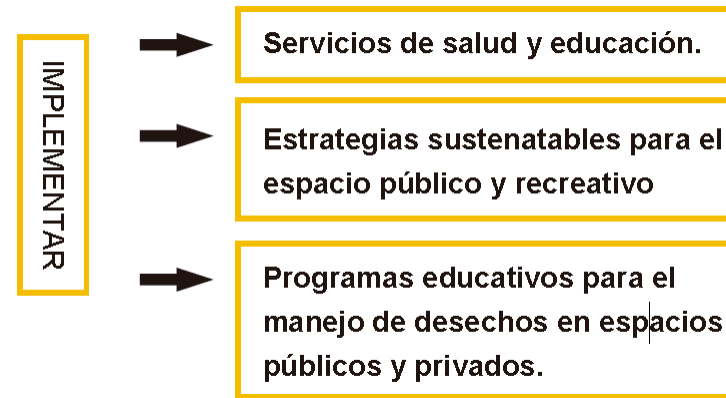 IMPLEMENTAR
Servicios de salud y educación.
Estrategias sustenatables para el
espacio público y recreativo
Programas educativos para el
manejo de desechos en espacios
públicos y privados.